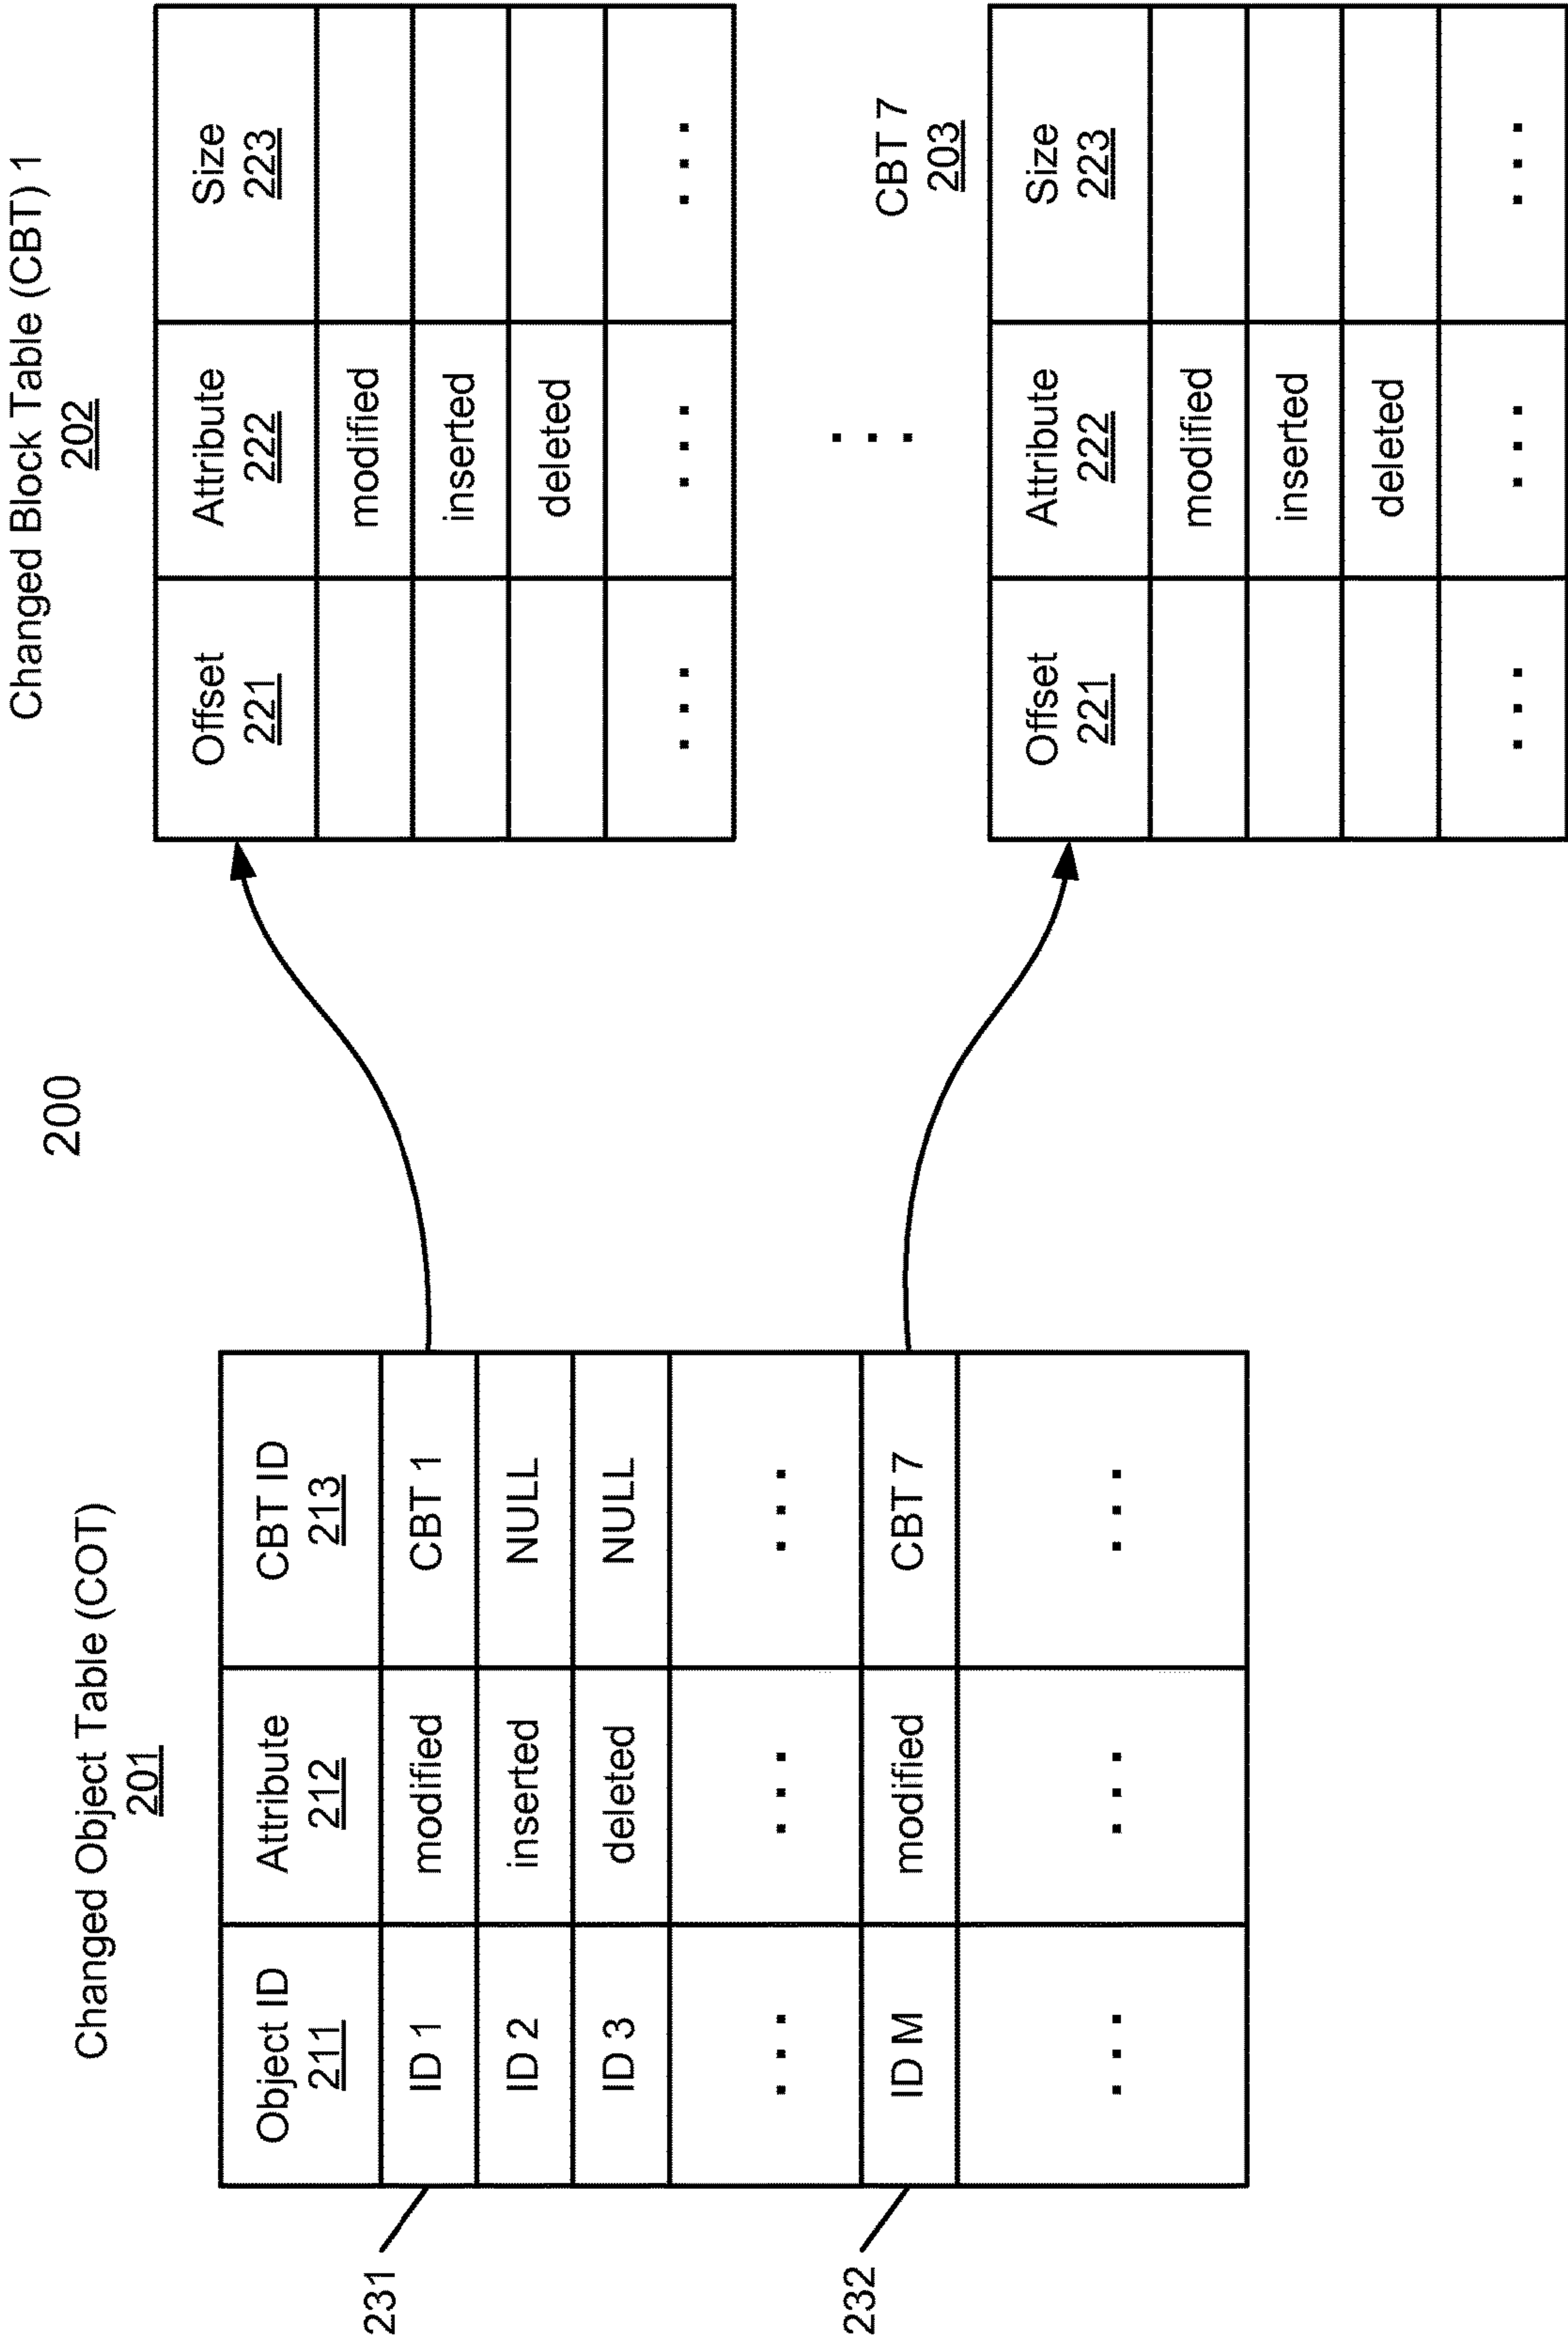 200
Changed Object Table (COT)
201
Object ID
211
Attribute
212
CBT ID
213
ID 1
modified
CBT 1
ID 2
inserted
NULL
ID 3
deleted
NULL
. . .
. . .
. . .
ID M
modified
CBT 7
. . .
. . .
. . .
231
232
Changed Block Table (CBT) 1
202
Offset
221
Attribute
222
Size
223
modified
inserted
deleted
. . .
. . .
. . .
. . .
CBT 7
203
Offset
221
Attribute
222
Size
223
modified
inserted
deleted
. . .
. . .
. . .